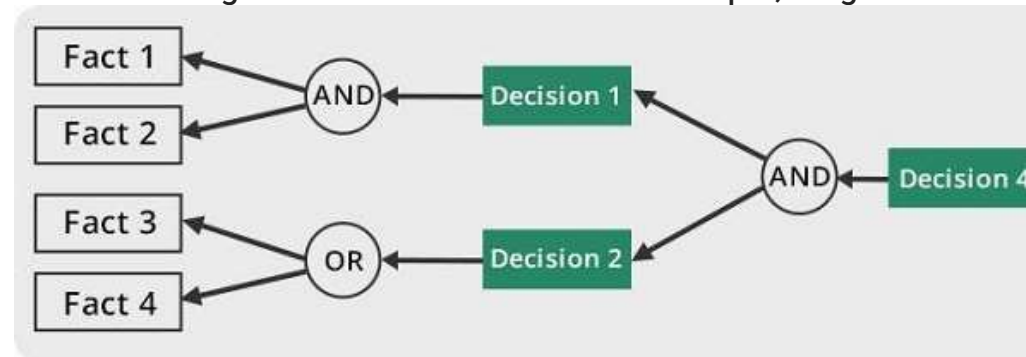 Fact 1
Fact 2
AND
Decision 1
Fact 3
Fact 4
OR
Decision 2
AND
Decision 4